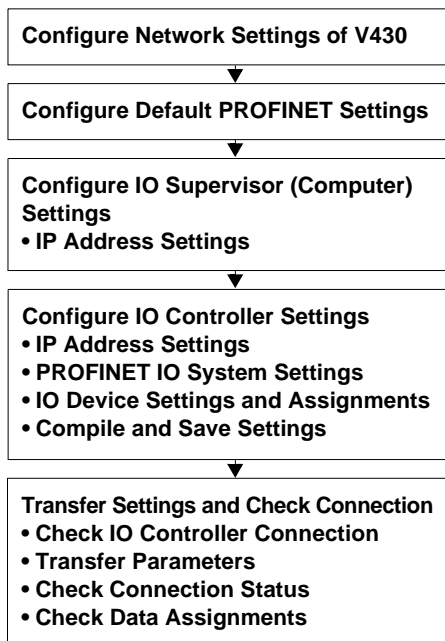 Configure Network Settings of V430
Configure Default PROFINET Settings
Configure IO Supervisor (Computer)
Settings
• IP Address Settings
Configure IO Controller Settings
• IP Address Settings
• PROFINET IO System Settings
• IO Device Settings and Assignments
• Compile and Save Settings
Transfer Settings and Check Connection
• Check IO Controller Connection
• Transfer Parameters
• Check Connection Status
• Check Data Assignments